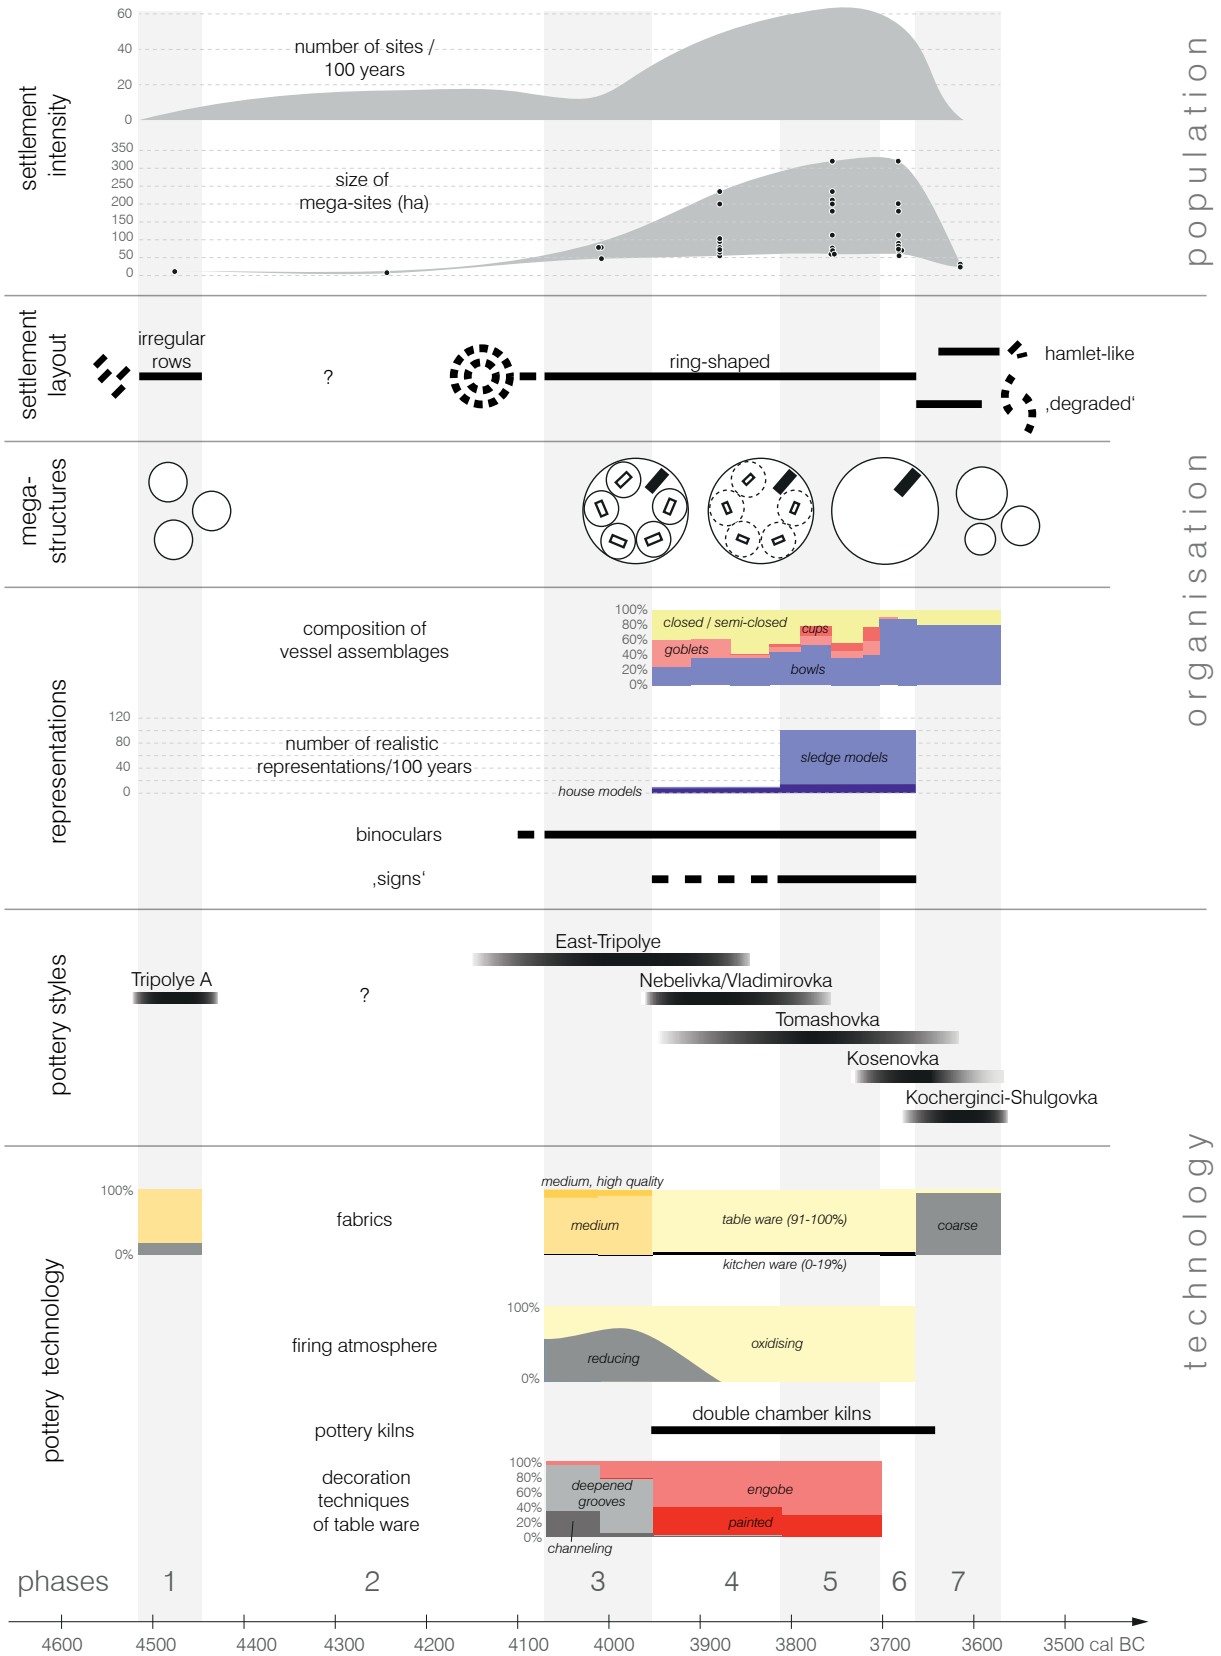 population
settlement
intensity
60
40
20
0
number of sites /
100 years
350
300
250
200
150
100
50
0
size of
mega-sites (ha)
organisation
settlement
layout
irregular
rows
?
ring-shaped
hamlet-like
‚degraded‘
mega-
structures
representations
composition of
vessel assemblages
100%
80%
60%
40%
20%
0%
closed / semi-closed
cups
goblets
bowls
120
80
40
0
number of realistic
representations/100 years
sledge models
house models
binoculars
‚signs‘
technology
pottery styles
East-Tripolye
Tripolye A
?
Nebelivka/Vladimirovka
Tomashovka
Kosenovka
Kocherginci-Shulgovka
pottery technology
100%
0%
fabrics
medium, high quality
medium
table ware (91-100%)
coarse
kitchen ware (0-19%)
firing atmosphere
100%
0%
reducing
oxidising
pottery kilns
double chamber kilns
decoration
techniques
of table ware
100%
80%
60%
40%
20%
0%
deepened
grooves
engobe
painted
channeling
phases 1 2 3 4 5 6 7
4600 4500 4400 4300 4200 4100 4000 3900 3800 3700 3600 3500 cal BC